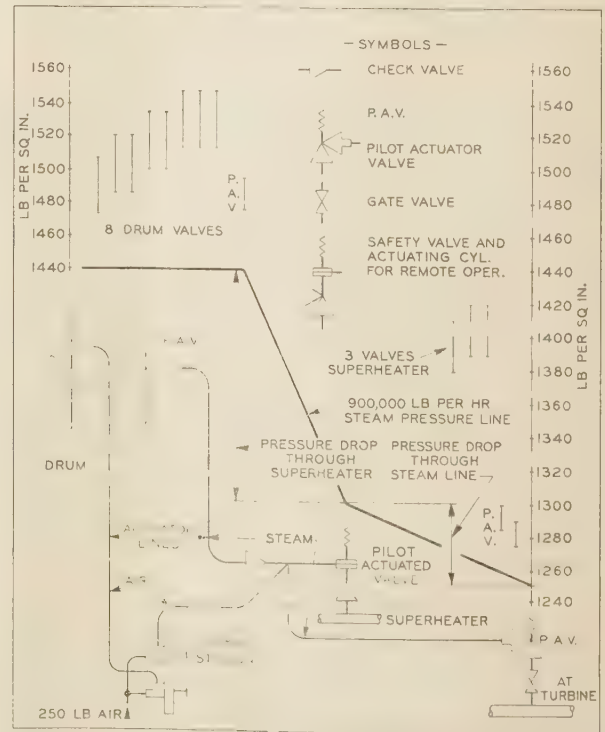 – SYMBOLS –
CHECK VALVE
P.A.V.
PILOT ACTUATOR
VALVE
GATE VALVE
SAFETY VALVE AND
ACTUATING CYL.
FOR REMOTE OPER.
LB PER SQ IN.
1560
1540
1520
1500
1480
1460
1440
P.
A.
V
8 DRUM VALVES
1560
1540
1520
1500
1480
1460
1440
1420
1400
1380
1360
1340
1320
1300
1280
1260
1240
LB PER SQ IN.
3 VALVES
SUPERHEATER
900,000 LB PER HR
STEAM PRESSURE LINE
PRESSURE DROP
THROUGH
SUPERHEATER
PRESSURE DROP
THROUGH
STEAM LINE
P.
A.
V.
DRUM
STEAM
AIR
PILOT
ACTUATED
SUPERHEATER
P A.V.
AT
TURBINE
250 LB AIR